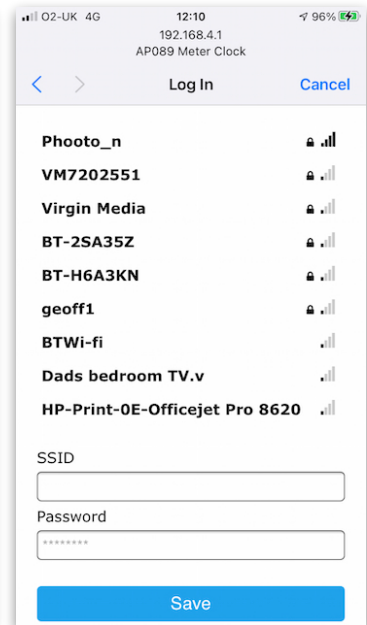 O2-UK 4G 12:10 96%
192.168.4.1
AP089 Meter Clock
Log In Cancel
Phooto_n
VM7202551
Virgin Media
BT-2SA35Z
BT-H6A3KN
geoff1
BTWi-fi
Dads bedroom TV.v
HP-Print-0E-Officejet Pro 8620
SSID
Password
********
Save